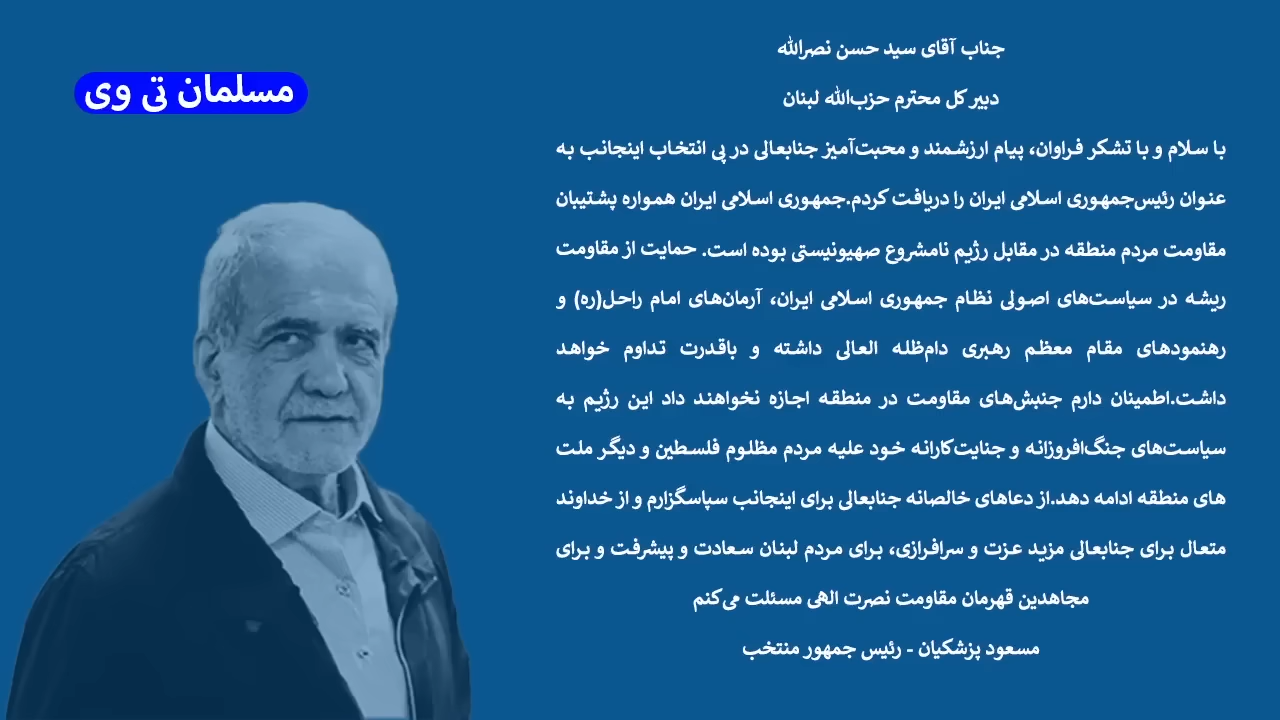 مسلمان تی وی
جناب آقای سید حسن نصرالله
دبیر کل محترم حزب‌الله لبنان
با سلام و با تشکر فراوان، پیام ارزشمند و محبت‌آمیز جنابعالی در پی انتخاب اینجانب به
عنوان رئیس‌جمهوری اسلامی ایران را دریافت کردم.جمهوری اسلامی ایران همواره پشتیبان
مقاومت مردم منطقه در مقابل رژیم نامشروع صهیونیستی بوده است. حمایت از مقاومت
ریشه در سیاست‌های اصولی نظام جمهوری اسلامی ایران، آرمان‌های امام راحل(ره) و
رهنمودهای مقام معظم رهبری دام‌ظله العالی داشته و باقدرت تداوم خواهد
داشت.اطمینان دارم جنبش‌های مقاومت در منطقه اجازه نخواهند داد این رژیم به
سیاست‌های جنگ‌افروزانه و جنایت‌کارانه خود علیه مردم مظلوم فلسطین و دیگر ملت
های منطقه ادامه دهد.از دعاهای خالصانه جنابعالی برای اینجانب سپاسگزارم و از خداوند
متعال برای جنابعالی مزید عزت و سرافرازی، برای مردم لبنان سعادت و پیشرفت و برای
مجاهدین قهرمان مقاومت نصرت الهی مسئلت می‌کنم
مسعود پزشکیان - رئیس جمهور منتخب